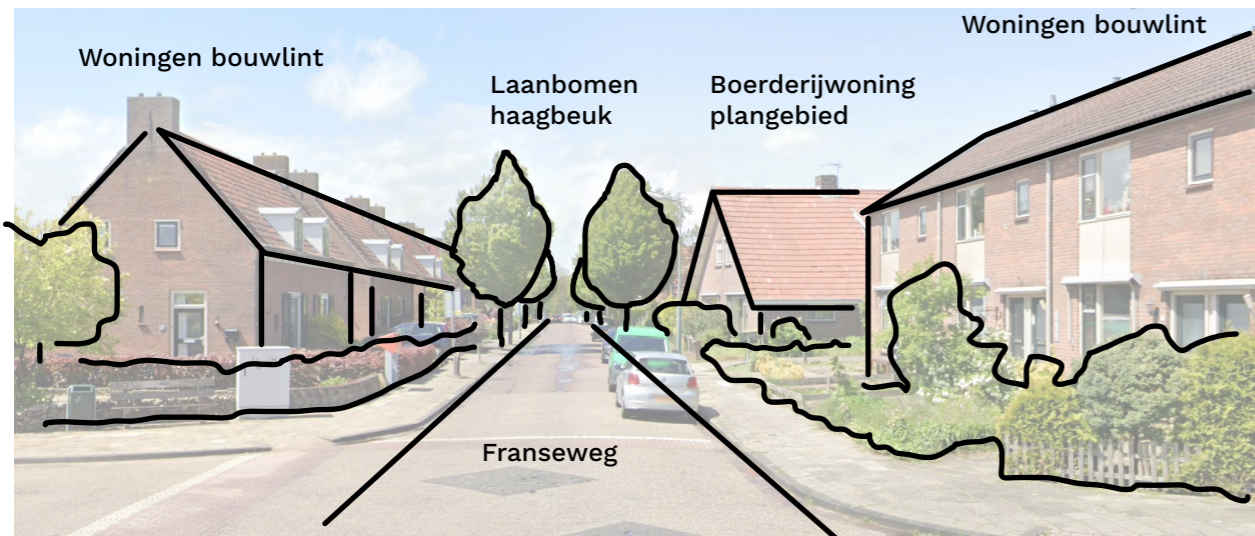 Woningen bouwlint
Woningen bouwlint
Laanbomen
haagbeuk
Boerderijwoning
plangebied
Franseweg